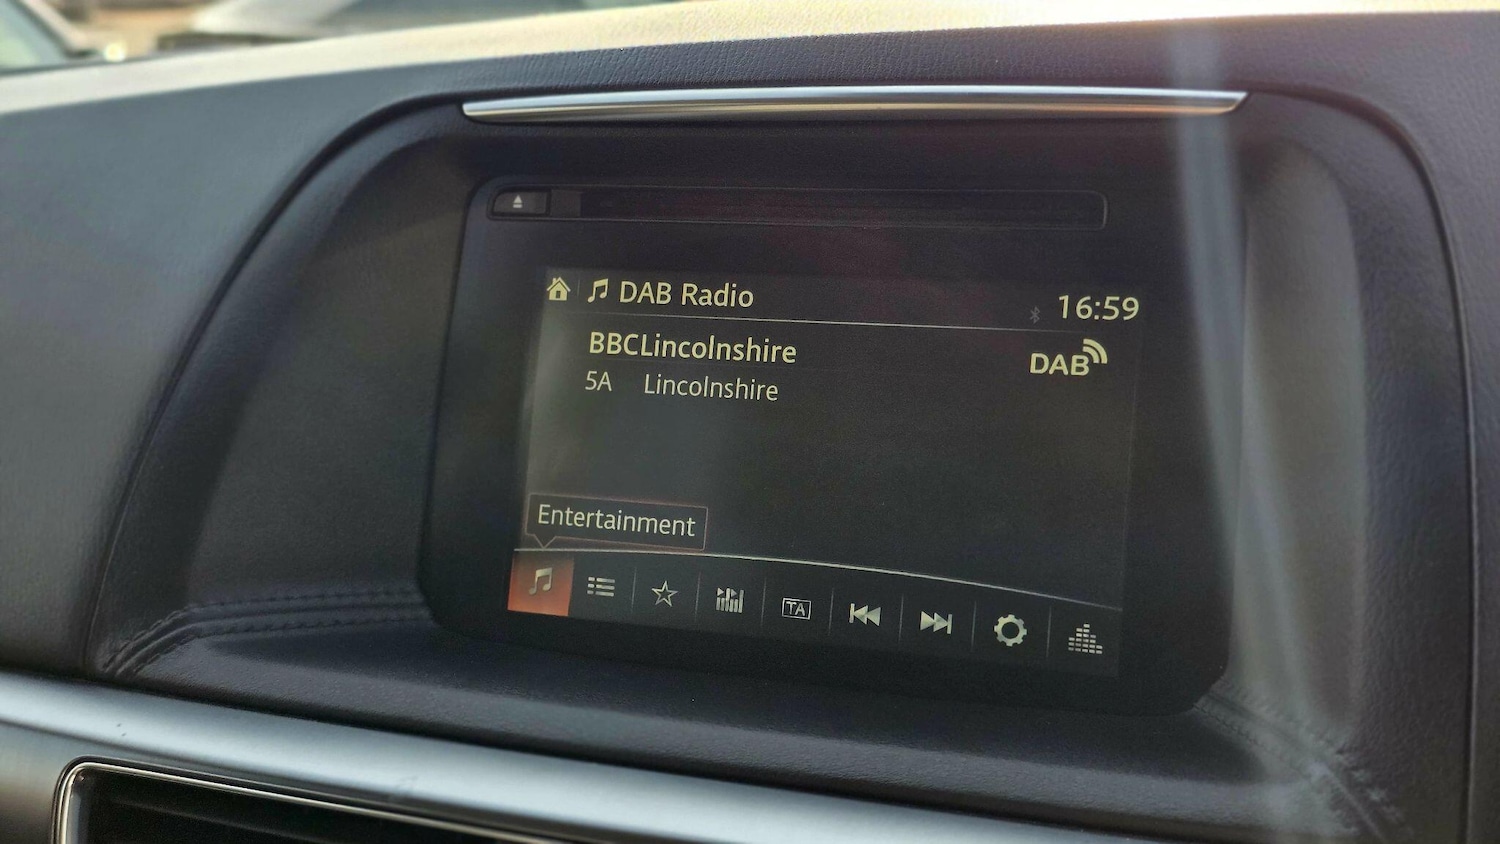 DAB Radio 16:59
BBCLincolnshire DAB
5A Lincolnshire
Entertainment
TA